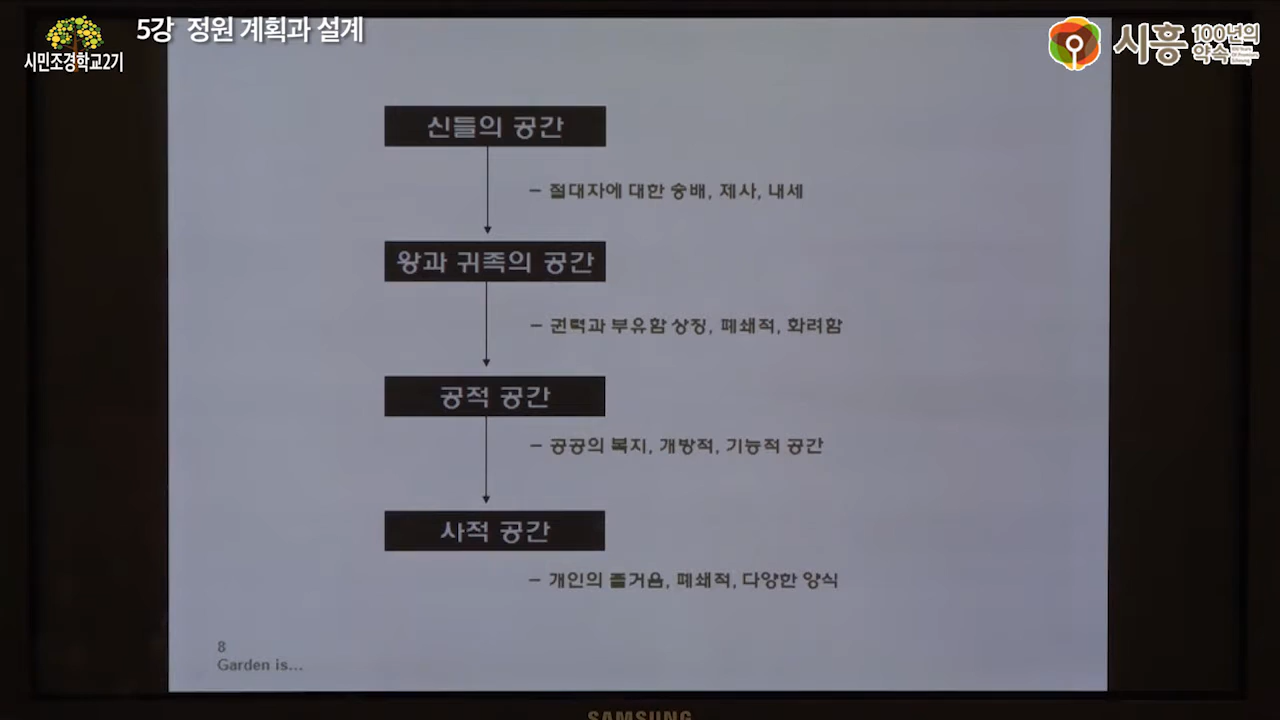 시민조경학교2기
5강 정원 계획과 설계
시흥 100년의 약속
신들의 공간
– 절대자에 대한 숭배, 제사, 내세
왕과 귀족의 공간
– 권력과 부유함 상징, 폐쇄적, 화려함
공적 공간
– 공공의 복지, 개방적, 기능적 공간
사적 공간
– 개인의 즐거움, 폐쇄적, 다양한 양식
8
Garden is...
SAMSUNG